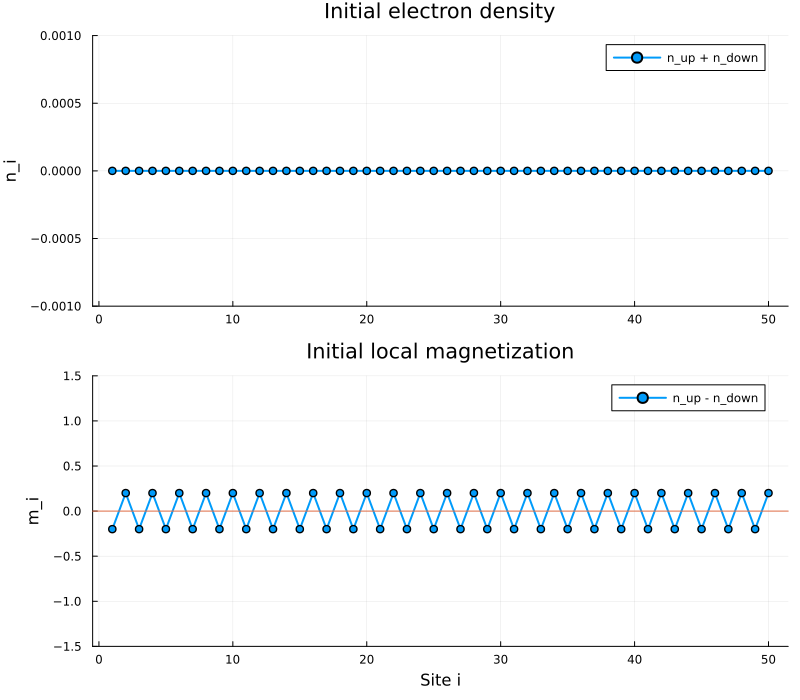 Initial electron density
n_up + n_down
0.0010
0.0005
0.0000
−0.0005
−0.0010
n_i
0 10 20 30 40 50
Initial local magnetization
n_up - n_down
1.5
1.0
0.5
0.0
−0.5
−1.0
−1.5
m_i
0 10 20 30 40 50
Site i